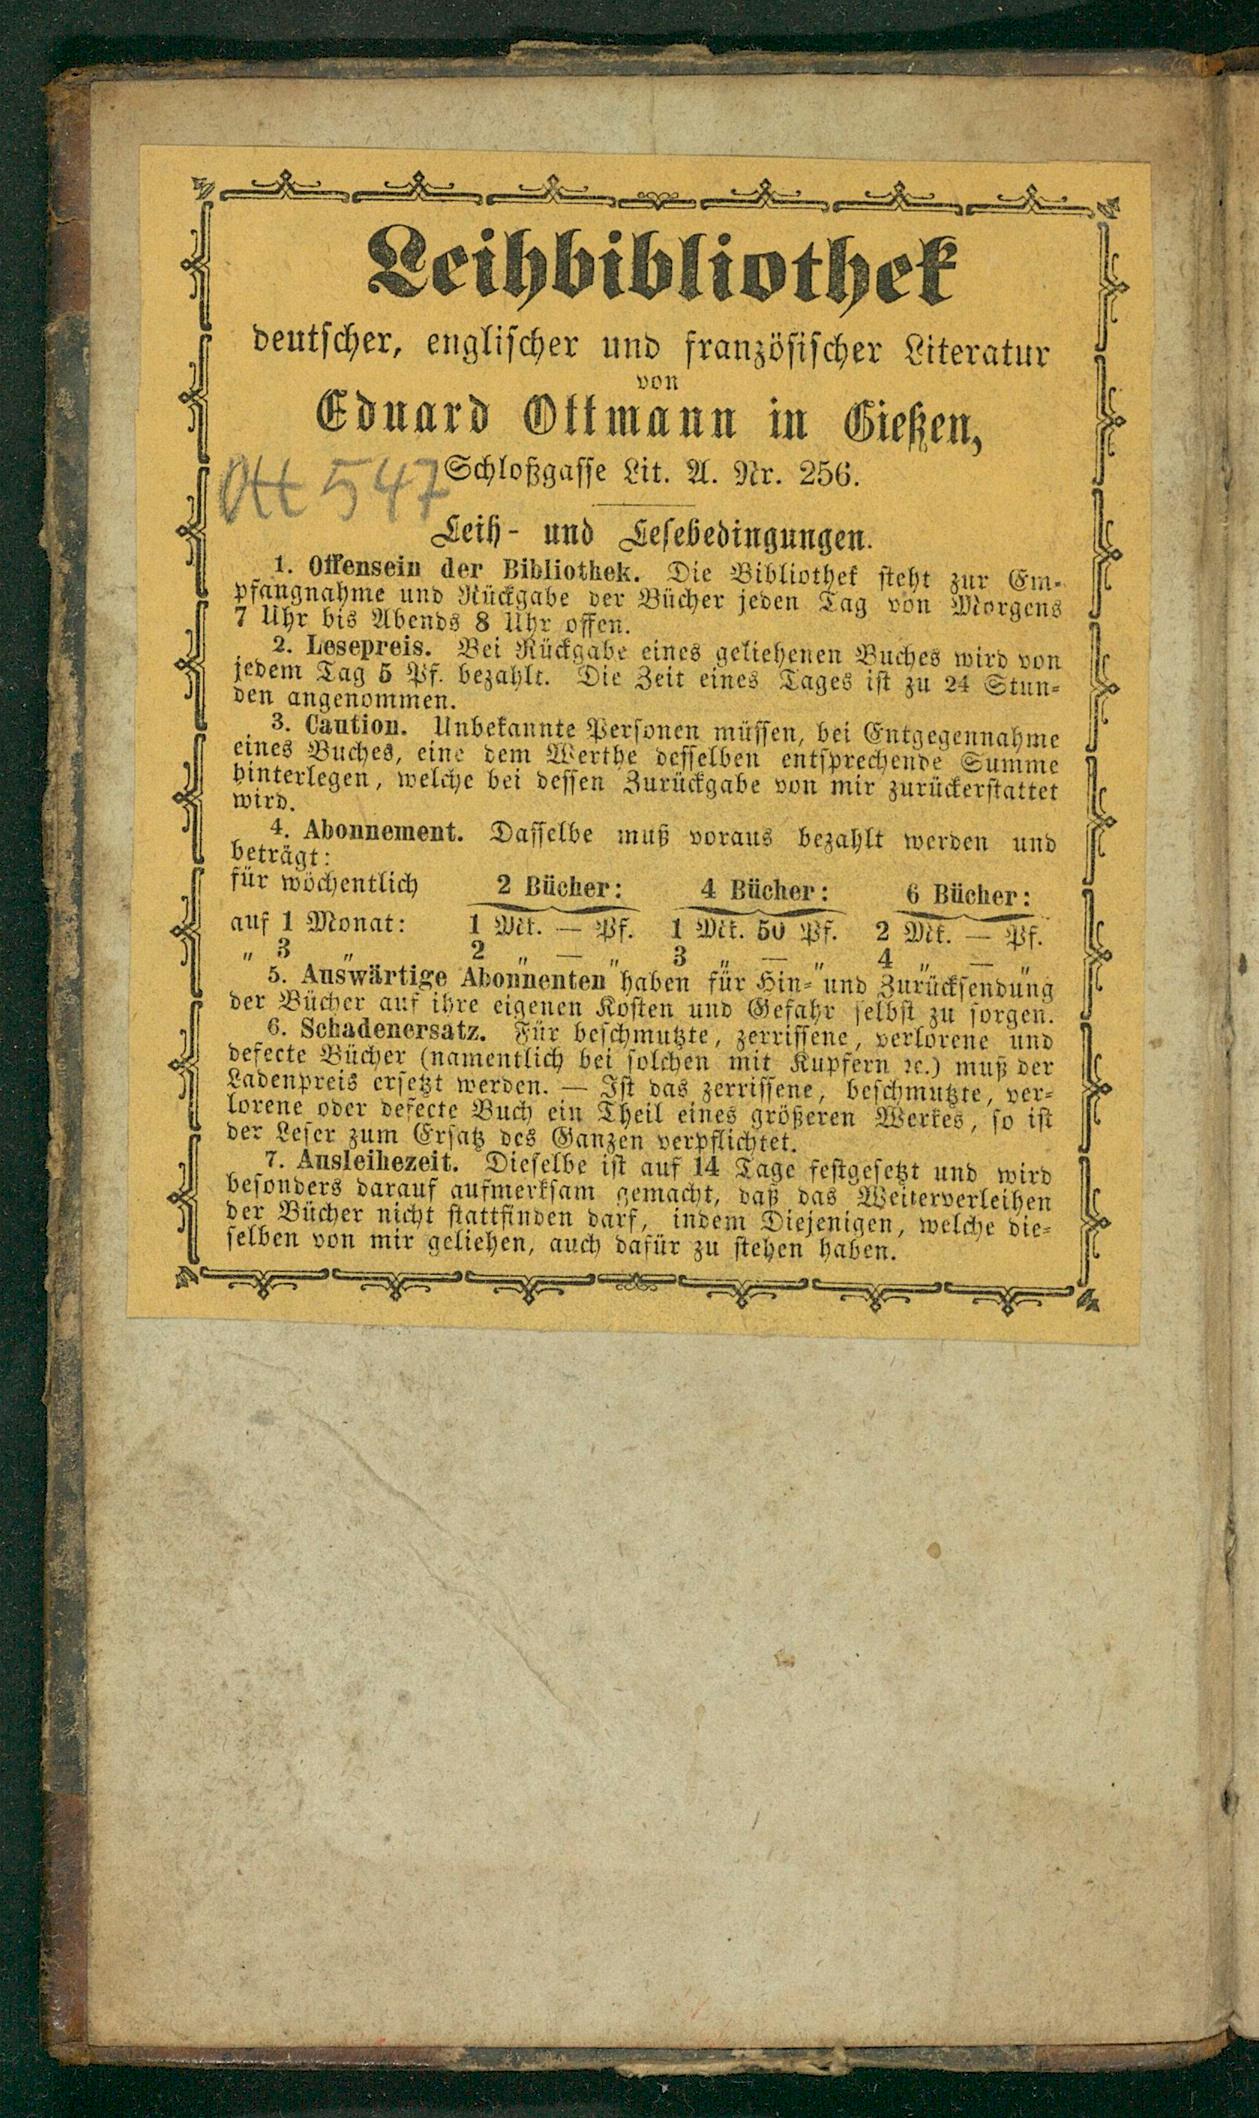 Leihbibliothek
deutscher, englischer und französischer Literatur
von
Eduard Ottmann in Gießen,
Schloßgasse Lit. A. Nr. 256.
Ott 547
Leih- und Lesebedingungen.
1. Offensein der Bibliothek. Die Bibliothek steht zur Em-
pfangnahme und Rückgabe der Bücher jeden Tag von Morgens
7 Uhr bis Abends 8 Uhr offen.
2. Lesepreis. Bei Rückgabe eines geliehenen Buches wird von
jedem Tag 5 Pf. bezahlt. Die Zeit eines Tages ist zu 24 Stun-
den angenommen.
3. Caution. Unbekannte Personen müssen, bei Entgegennahme
eines Buches, eine dem Werthe desselben entsprechende Summe
hinterlegen, welche bei dessen Zurückgabe von mir zurückerstattet
wird.
4. Abonnement. Dasselbe muß voraus bezahlt werden und
beträgt:
für wöchentlich 2 Bücher: 4 Bücher: 6 Bücher:
auf 1 Monat: 1 Mk. — Pf. 1 Mk. 50 Pf. 2 Mk. — Pf.
„ 3 „ 2 „ — „ 3 „ — „ 4 „ — „
5. Auswärtige Abonnenten haben für Hin- und Zurücksendung
der Bücher auf ihre eigenen Kosten und Gefahr selbst zu sorgen.
6. Schadenersatz. Für beschmutzte, zerrissene, verlorene und
defecte Bücher (namentlich bei solchen mit Kupfern ꝛc.) muß der
Ladenpreis ersetzt werden. — Ist das zerrissene, beschmutzte, ver-
lorene oder defecte Buch ein Theil eines größeren Werkes, so ist
der Leser zum Ersatz des Ganzen verpflichtet.
7. Ausleihezeit. Dieselbe ist auf 14 Tage festgesetzt und wird
besonders darauf aufmerksam gemacht, daß das Weiterverleihen
der Bücher nicht stattfinden darf, indem Diejenigen, welche die-
selben von mir geliehen, auch dafür zu stehen haben.